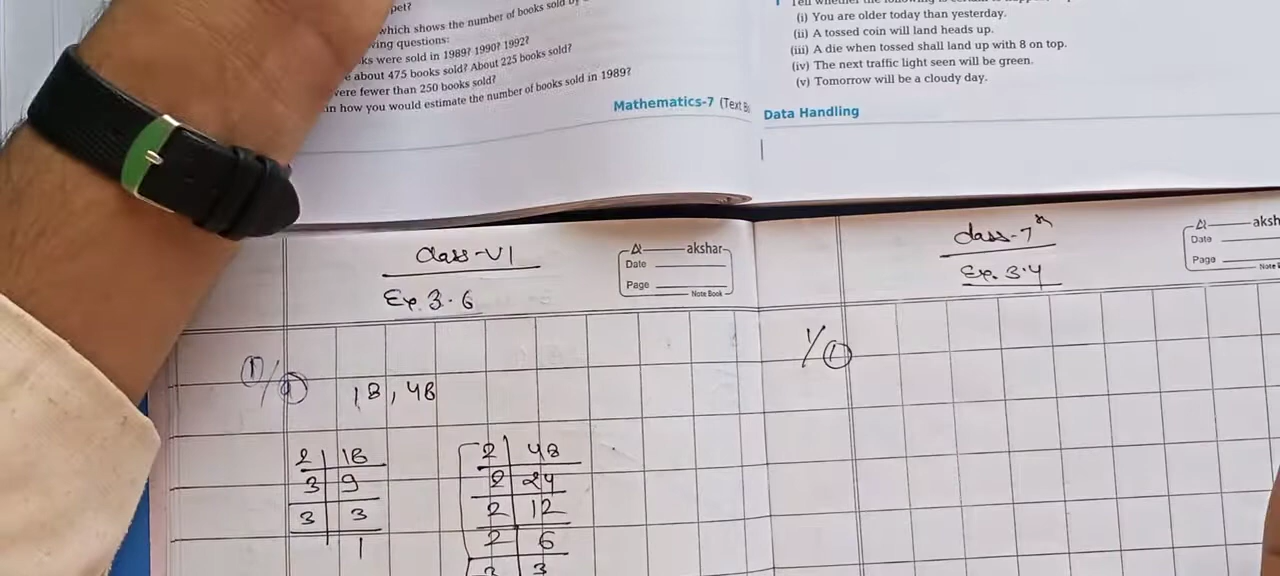 pet?
which shows the number of books sold
ving questions:
ks were sold in 1989? 1990? 1992?
e about 475 books sold? About 225 books sold?
were fewer than 250 books sold?
n how you would estimate the number of books sold in 1989?
Mathematics-7 (Text
(i) You are older today than yesterday.
(ii) A tossed coin will land heads up.
(iii) A die when tossed shall land up with 8 on top.
(iv) The next traffic light seen will be green.
(v) Tomorrow will be a cloudy day.
Data Handling
Class-VI
Ex. 3.6
akshar
Date
Page
Note Book
18, 48
2 18
3 9
3 3
1
2 48
2 24
2 12
2 6
3 3
Class-7th
Ex. 3.4
aksh
Date
Page
Note
1/(1)